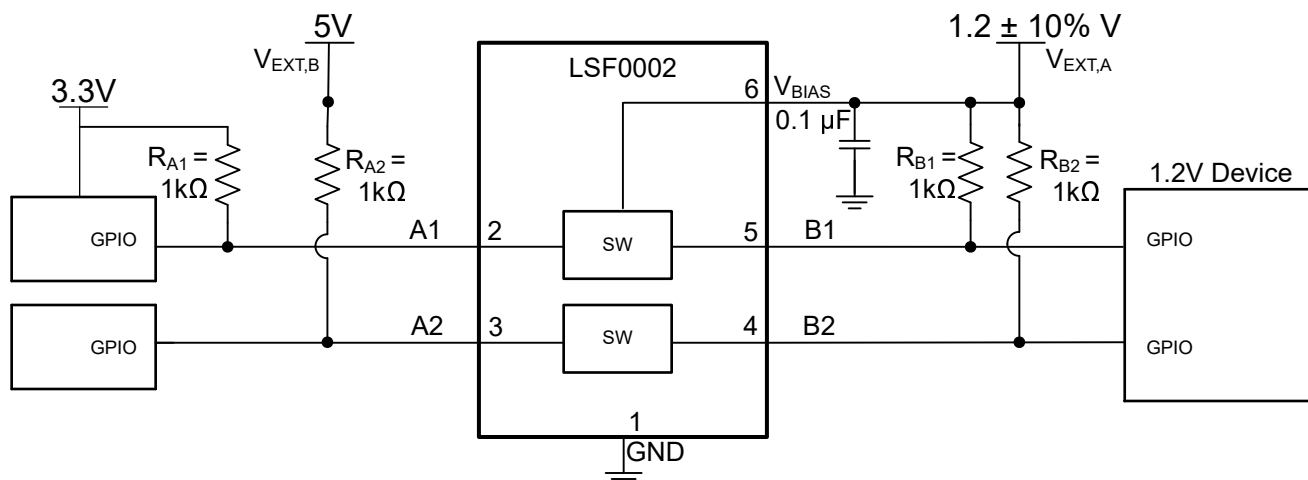 5V
1.2 ± 10% V
V_EXT,B
LSF0002
V_EXT,A
3.3V
6
V_BIAS
0.1 µF
R_A1 =
1kΩ
R_A2 =
1kΩ
R_B1 =
1kΩ
R_B2 =
1kΩ
1.2V Device
GPIO
A1
2
SW
5
B1
GPIO
GPIO
A2
3
SW
4
B2
GPIO
1
GND